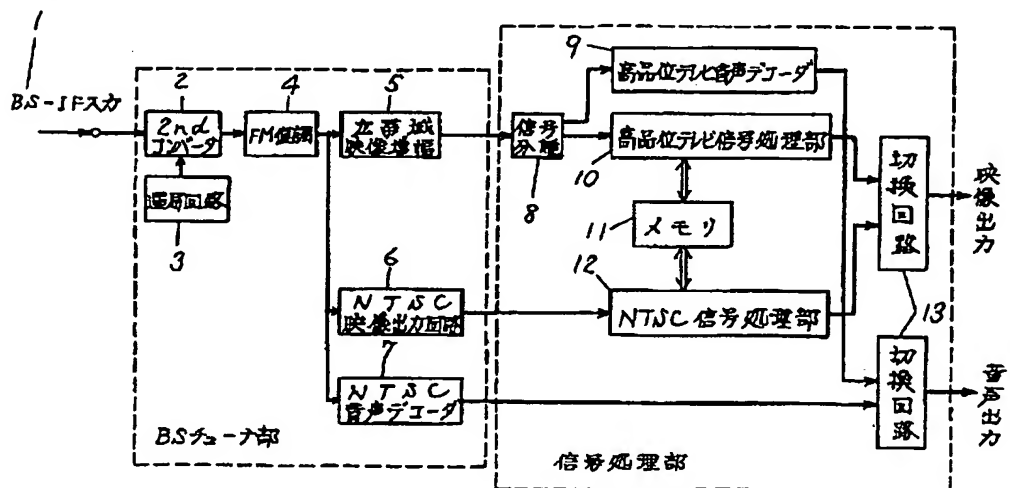 1
BS-IF入力
2
2nd
コンバータ
選局回路
3
4
FM復調
5
広帯域
映像増幅
6
NTSC
映像出力回路
7
NTSC
音声デコーダ
BSチューナ部
信号
分離
8
9
高品位テレビ音声デコーダ
高品位テレビ信号処理部
10
11
メモリ
12
NTSC信号処理部
切換回路
映像出力
13
切換回路
音声出力
信号処理部